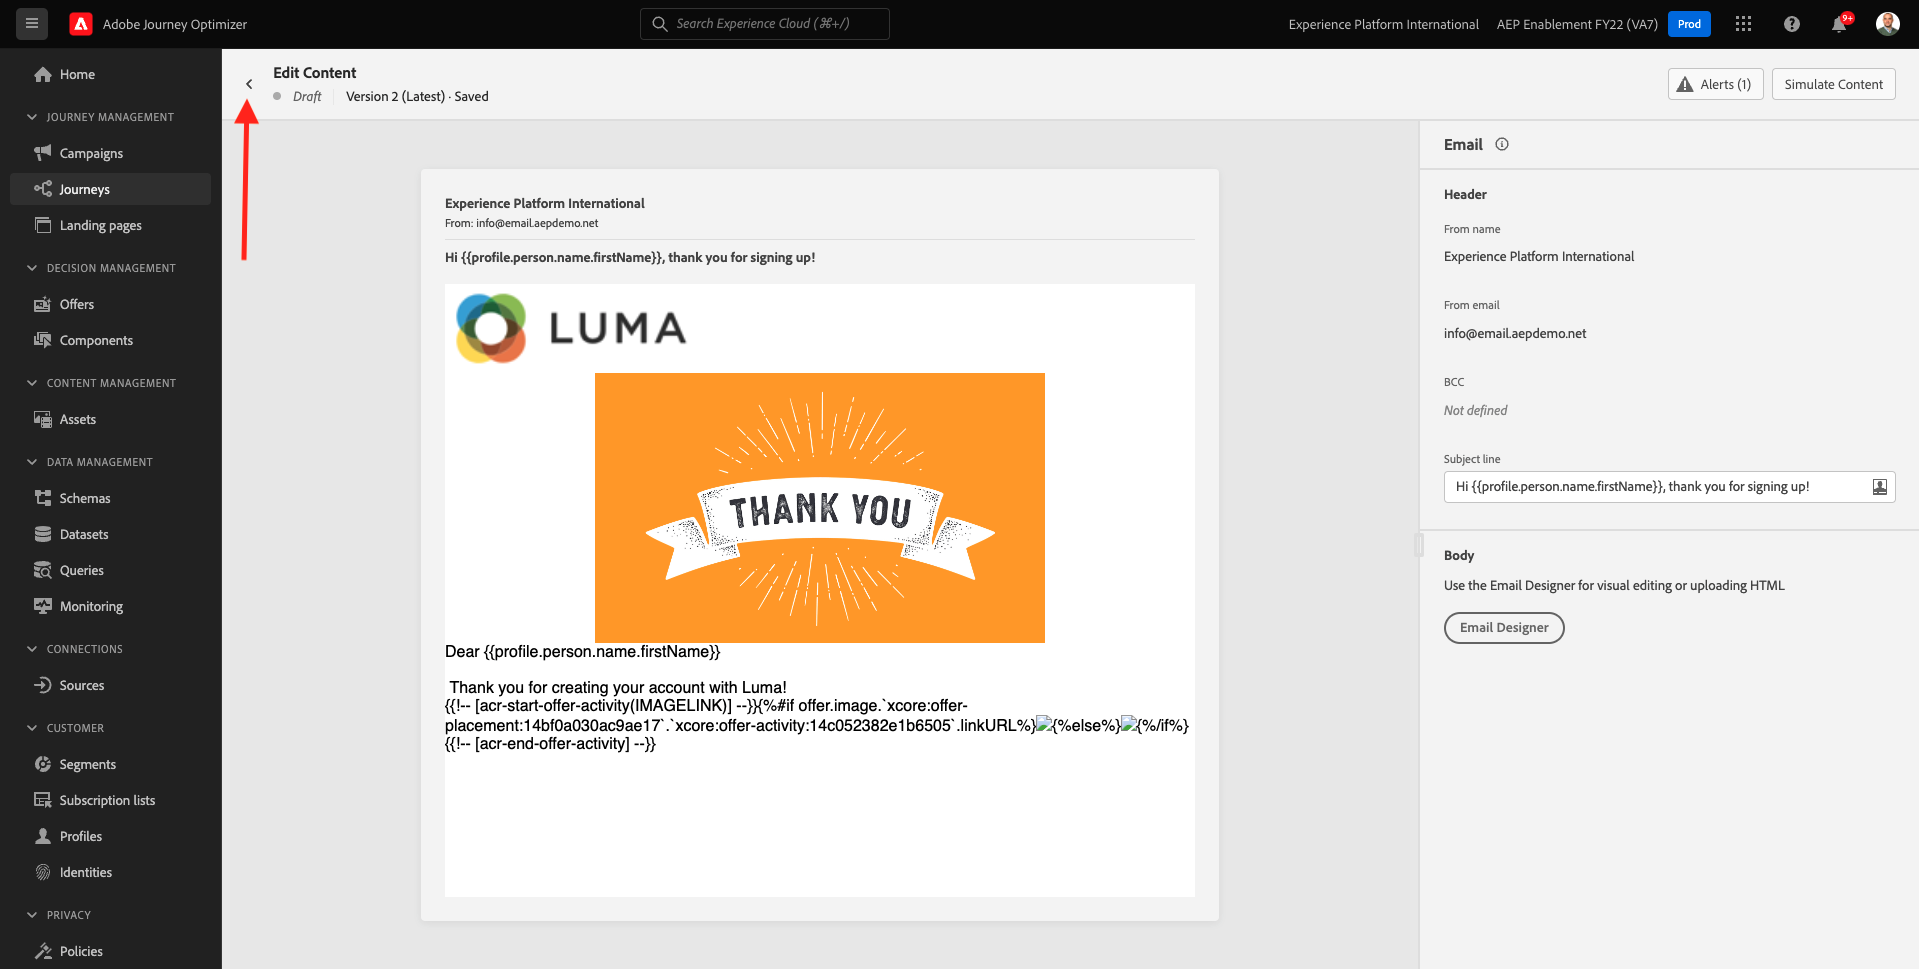 Adobe Journey Optimizer
Search Experience Cloud (⌘+/)
Experience Platform International
AEP Enablement FY22 (VA7)
Prod
9+
Home
JOURNEY MANAGEMENT
Campaigns
Journeys
Landing pages
DECISION MANAGEMENT
Offers
Components
CONTENT MANAGEMENT
Assets
DATA MANAGEMENT
Schemas
Datasets
Queries
Monitoring
CONNECTIONS
Sources
CUSTOMER
Segments
Subscription lists
Profiles
Identities
PRIVACY
Policies
Edit Content
Draft
Version 2 (Latest) · Saved
Alerts (1)
Simulate Content
Experience Platform International
From: info@email.aepdemo.net
Hi {{profile.person.name.firstName}}, thank you for signing up!
LUMA
THANK YOU
Dear {{profile.person.name.firstName}}
Thank you for creating your account with Luma!
{{!-- [acr-start-offer-activity(IMAGELINK)] --}}{%#if offer.image.`xcore:offer-
placement:14bf0a030ac9ae17`.`xcore:offer-activity:14c052382e1b6505`.linkURL%}{%else%}{%/if%}
{{!-- [acr-end-offer-activity] --}}
Email
Header
From name
Experience Platform International
From email
info@email.aepdemo.net
BCC
Not defined
Subject line
Hi {{profile.person.name.firstName}}, thank you for signing up!
Body
Use the Email Designer for visual editing or uploading HTML
Email Designer